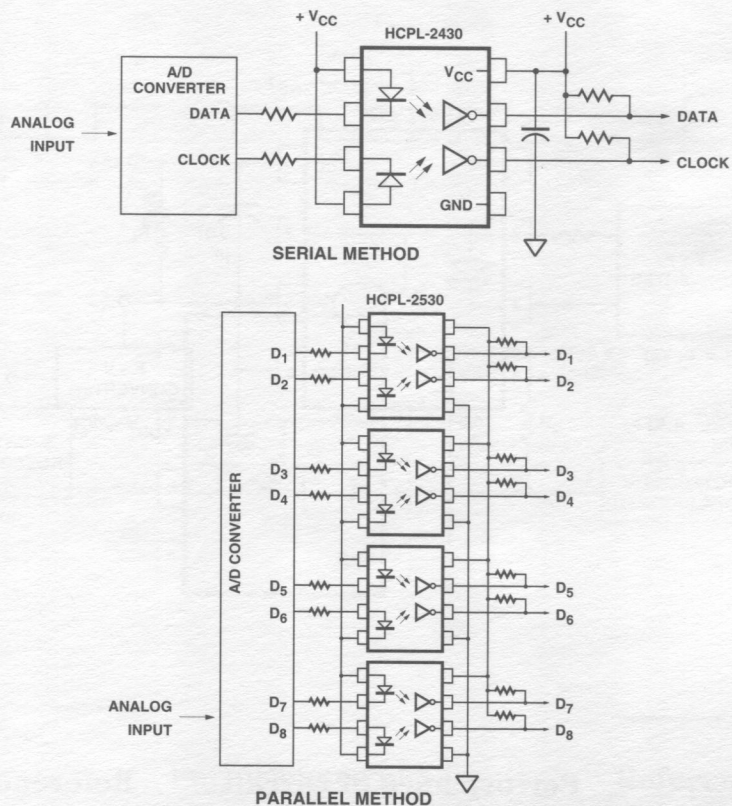 + VCC
HCPL-2430
+ VCC
A/D
CONVERTER
VCC
DATA
DATA
ANALOG
INPUT
CLOCK
CLOCK
GND
SERIAL METHOD
HCPL-2530
D1
D1
D2
D2
D3
D3
D4
D4
A/D CONVERTER
D5
D5
D6
D6
ANALOG
INPUT
D7
D7
D8
D8
PARALLEL METHOD